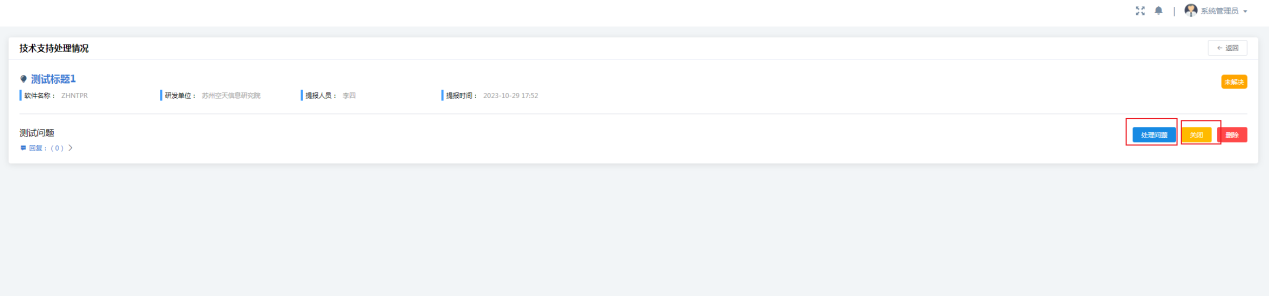 系统管理员
技术支持处理情况
← 返回
测试标题1
未解决
软件名称： ZHNTPR 研发单位： 苏州空天信息研究院 提报人员： 李四 提报时间： 2023-10-29 17:52
测试问题
处理问题 关闭 删除
回复：( 0 ) >